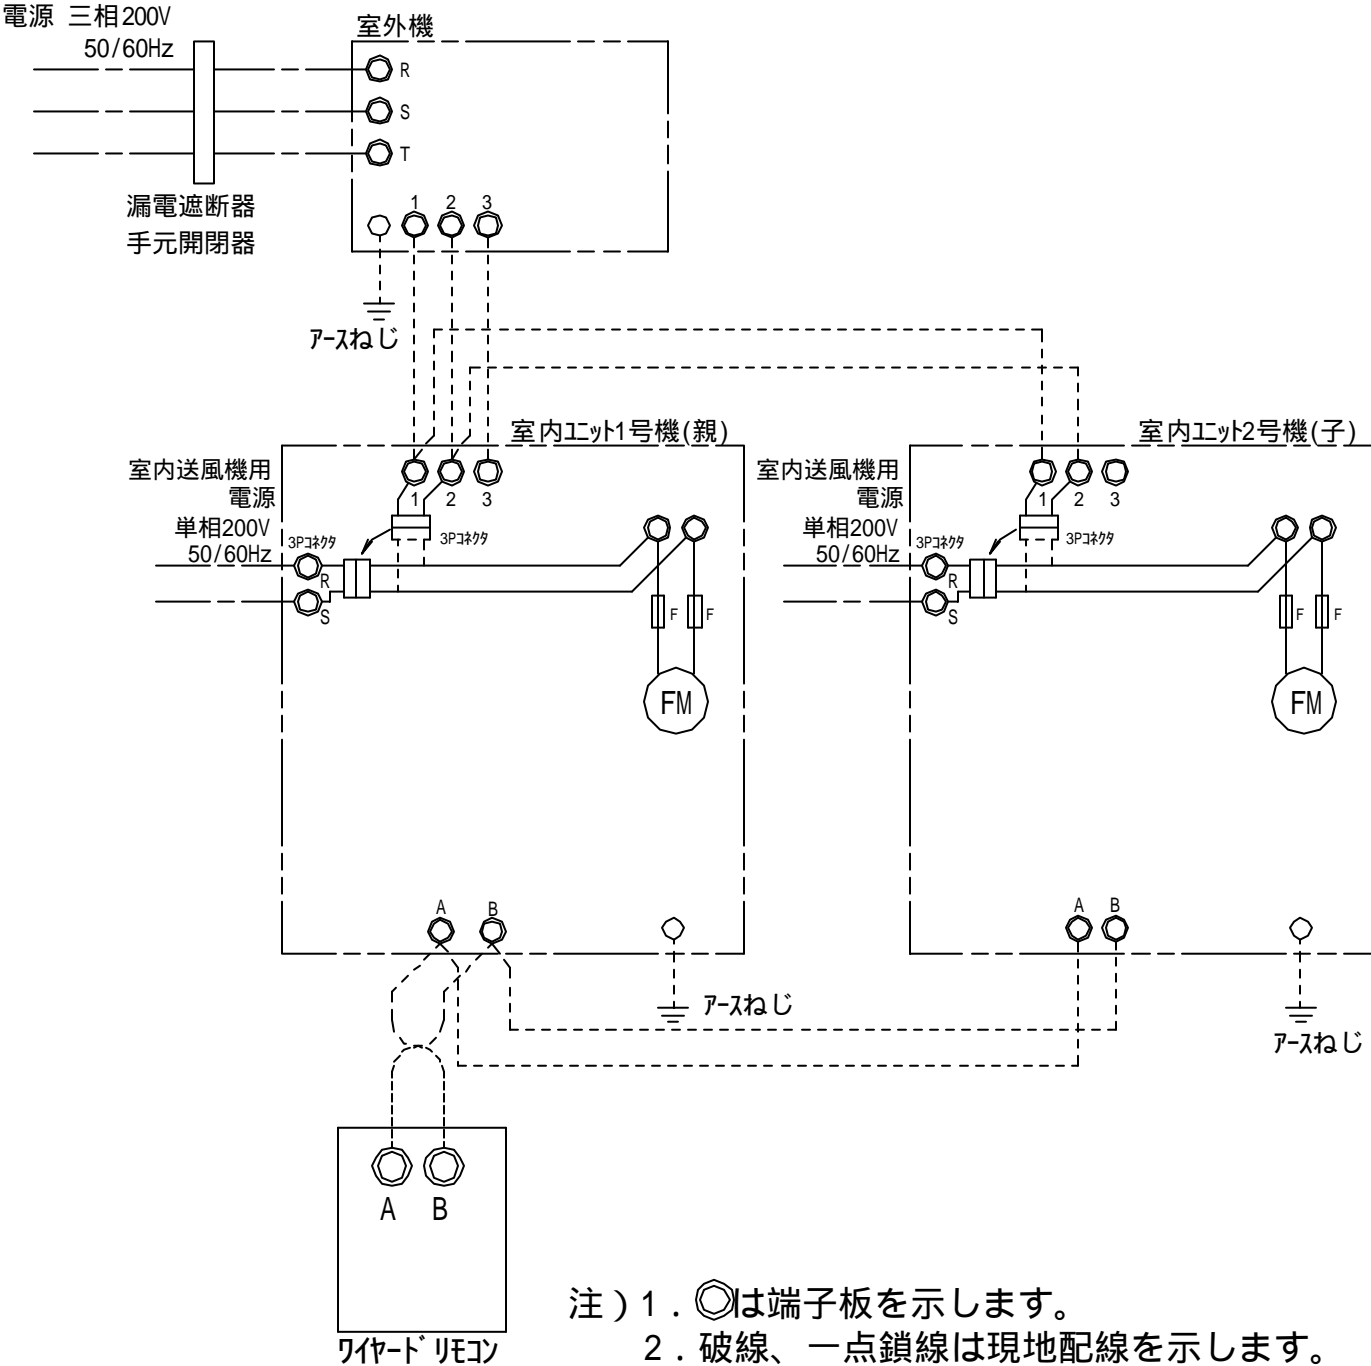 電源 三相200V
50/60Hz
室外機
R
S
T
漏電遮断器
手元開閉器
1 2 3
ｱｰｽねじ
室内ﾕﾆｯﾄ1号機(親)
室内送風機用
電源
単相200V
50/60Hz
1 2 3
3Pｺﾈｸﾀ
3Pｺﾈｸﾀ
R
S
F F
FM
A B
ｱｰｽねじ
室内ﾕﾆｯﾄ2号機(子)
室内送風機用
電源
単相200V
50/60Hz
1 2 3
3Pｺﾈｸﾀ
3Pｺﾈｸﾀ
R
S
F F
FM
A B
ｱｰｽねじ
A B
ﾜｲﾔｰﾄﾞﾘﾓｺﾝ
注）1．◎は端子板を示します。
2．破線、一点鎖線は現地配線を示します。